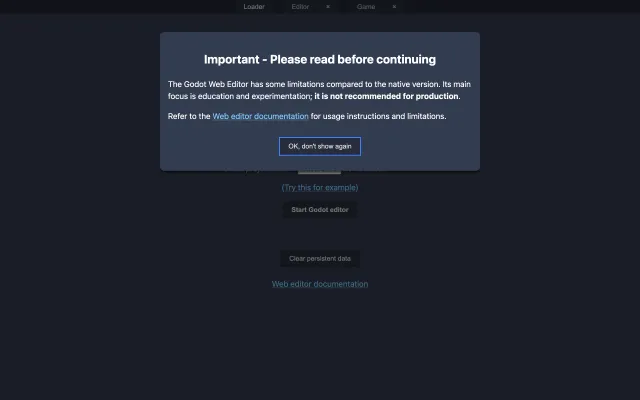 Loader Editor × Game ×
Important - Please read before continuing
The Godot Web Editor has some limitations compared to the native version. Its main
focus is education and experimentation; it is not recommended for production.
Refer to the Web editor documentation for usage instructions and limitations.
OK, don't show again
(Try this for example)
Start Godot editor
Clear persistent data
Web editor documentation